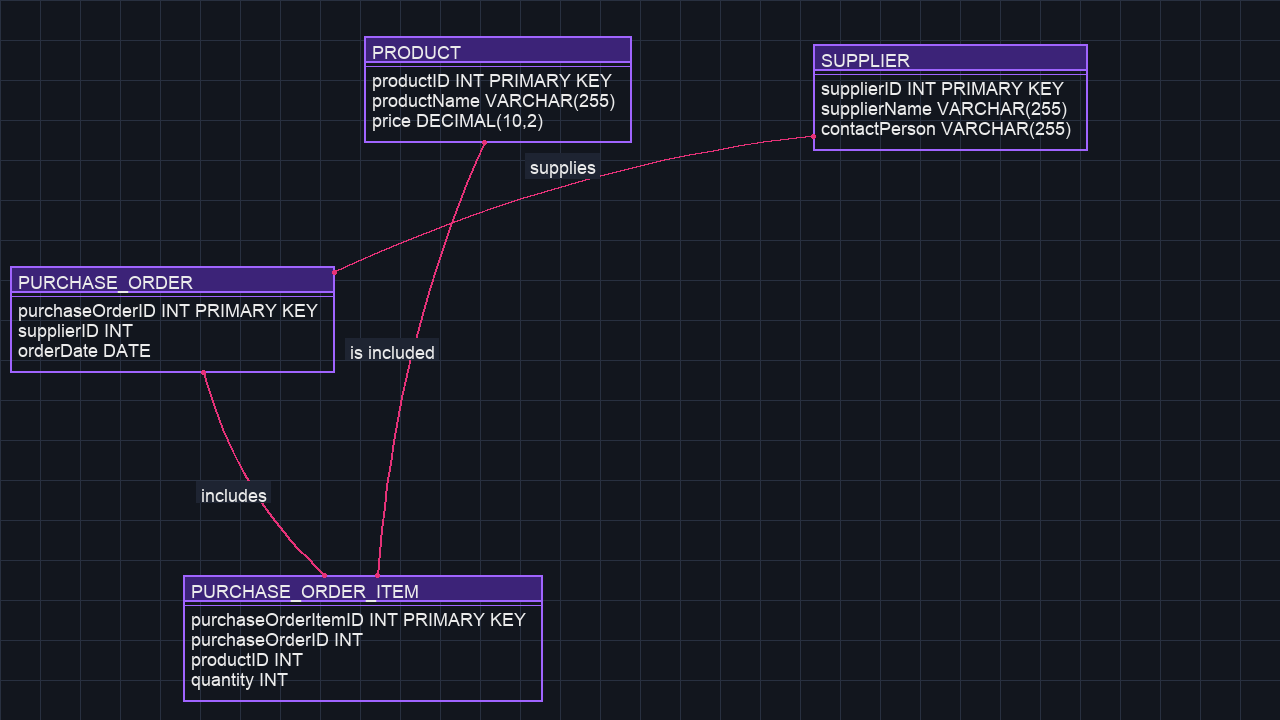 PRODUCT
productID INT PRIMARY KEY
productName VARCHAR(255)
price DECIMAL(10,2)
SUPPLIER
supplierID INT PRIMARY KEY
supplierName VARCHAR(255)
contactPerson VARCHAR(255)
supplies
PURCHASE_ORDER
purchaseOrderID INT PRIMARY KEY
supplierID INT
orderDate DATE
is included
includes
PURCHASE_ORDER_ITEM
purchaseOrderItemID INT PRIMARY KEY
purchaseOrderID INT
productID INT
quantity INT